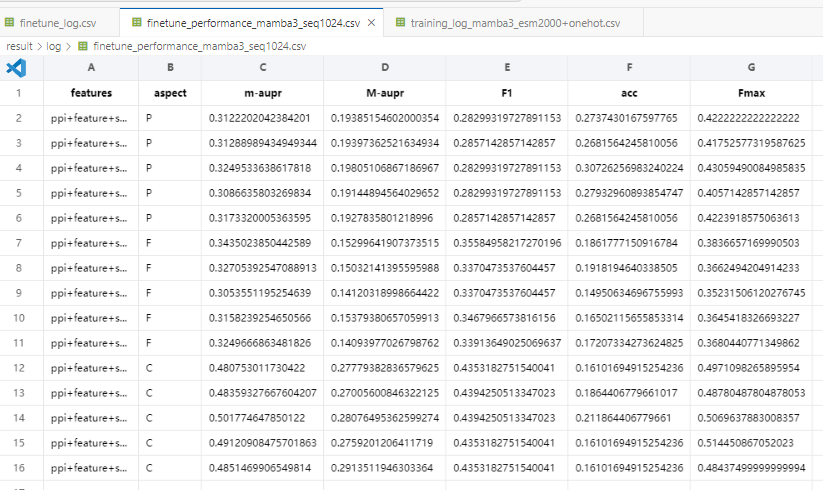 finetune_log.csv finetune_performance_mamba3_seq1024.csv × training_log_mamba3_esm2000+onehot.csv
result > log > finetune_performance_mamba3_seq1024.csv
A B C D E F G
1 features aspect m-aupr M-aupr F1 acc Fmax
2 ppi+feature+s... P 0.3122202042384201 0.19385154602000354 0.28299319727891153 0.2737430167597765 0.4222222222222222
3 ppi+feature+s... P 0.31288989434949344 0.19397362521634934 0.2857142857142857 0.2681564245810056 0.41752577319587625
4 ppi+feature+s... P 0.3249533638617818 0.19805106867186967 0.28299319727891153 0.30726256983240224 0.43059490084985835
5 ppi+feature+s... P 0.3086635803269834 0.19144894564029652 0.28299319727891153 0.27932960893854747 0.4057142857142857
6 ppi+feature+s... P 0.3173320005363595 0.1927835801218996 0.2857142857142857 0.2681564245810056 0.4223918575063613
7 ppi+feature+s... F 0.3435023850442589 0.15299641907373515 0.35584958217270196 0.1861777150916784 0.3836657169990503
8 ppi+feature+s... F 0.32705392547088913 0.15032141395595988 0.3370473537604457 0.1918194640338505 0.3662494204914233
9 ppi+feature+s... F 0.3053551195254639 0.14120318998664422 0.3370473537604457 0.14950634696755993 0.35231506120276745
10 ppi+feature+s... F 0.3158239254650566 0.15379380657059913 0.3467966573816156 0.16502115655853314 0.3645418326693227
11 ppi+feature+s... F 0.3249666863481826 0.14093977026798762 0.33913649025069637 0.17207334273624825 0.3680440771349862
12 ppi+feature+s... C 0.480753011730422 0.27779382836579625 0.4353182751540041 0.16101694915254236 0.4971098265895954
13 ppi+feature+s... C 0.48359327667604207 0.27005600846322125 0.4394250513347023 0.1864406779661017 0.48780487804878053
14 ppi+feature+s... C 0.501774647850122 0.28076495362599274 0.4394250513347023 0.211864406779661 0.5069637883008357
15 ppi+feature+s... C 0.49120908475701863 0.2759201206411719 0.4353182751540041 0.16101694915254236 0.514450867052023
16 ppi+feature+s... C 0.4851469906549814 0.2913511946303364 0.4353182751540041 0.16101694915254236 0.48437499999999994